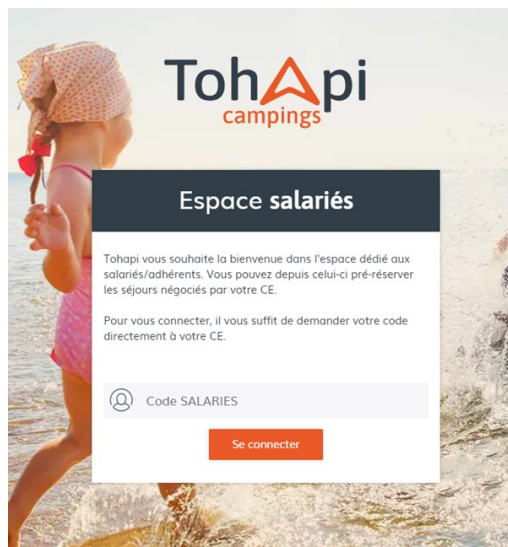 TohApi
campings
Espace salariés
Tohapi vous souhaite la bienvenue dans l'espace dédié aux
salariés/adhérents. Vous pouvez depuis celui-ci pré-réserver
les séjours négociés par votre CE.
Pour vous connecter, il vous suffit de demander votre code
directement à votre CE.
Code SALARIES
Se connecter